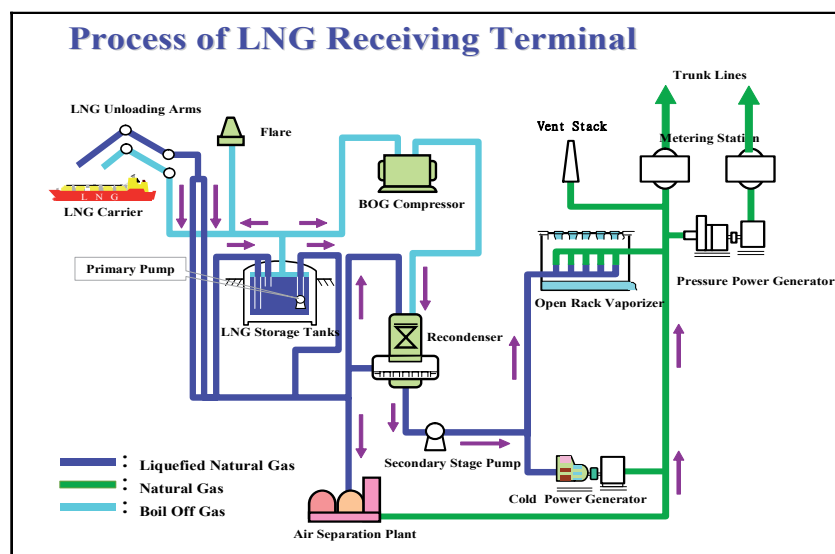 Process of LNG Receiving Terminal
Trunk Lines
LNG Unloading Arms
Flare
Vent Stack
Metering Station
L N G
LNG Carrier
BOG Compressor
Primary Pump
Pressure Power Generator
Open Rack Vaporizer
LNG Storage Tanks
Recondenser
Secondary Stage Pump
: Liquefied Natural Gas
: Natural Gas
: Boil Off Gas
Cold Power Generator
Air Separation Plant